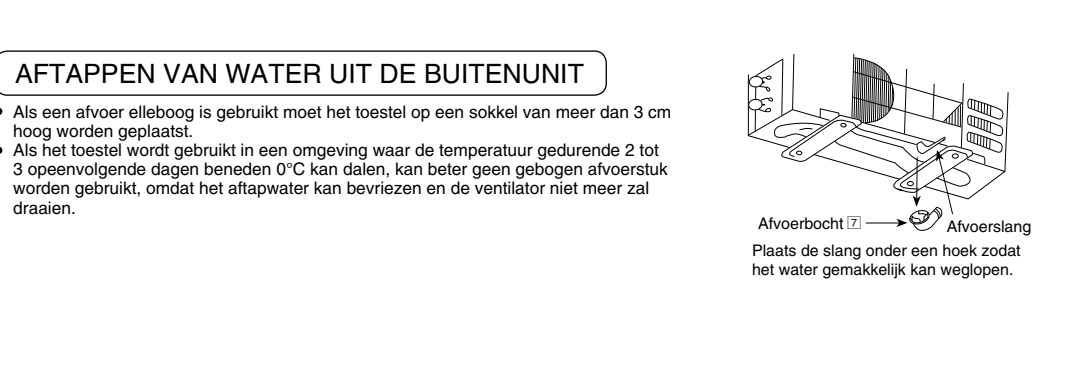 AFTAPPEN VAN WATER UIT DE BUITENUNIT
• Als een afvoer elleboog is gebruikt moet het toestel op een sokkel van meer dan 3 cm
hoog worden geplaatst.
• Als het toestel wordt gebruikt in een omgeving waar de temperatuur gedurende 2 tot
3 opeenvolgende dagen beneden 0°C kan dalen, kan beter geen gebogen afvoerstuk
worden gebruikt, omdat het aftapwater kan bevriezen en de ventilator niet meer zal
draaien.
Afvoerbocht 7
Afvoerslang
Plaats de slang onder een hoek zodat
het water gemakkelijk kan weglopen.